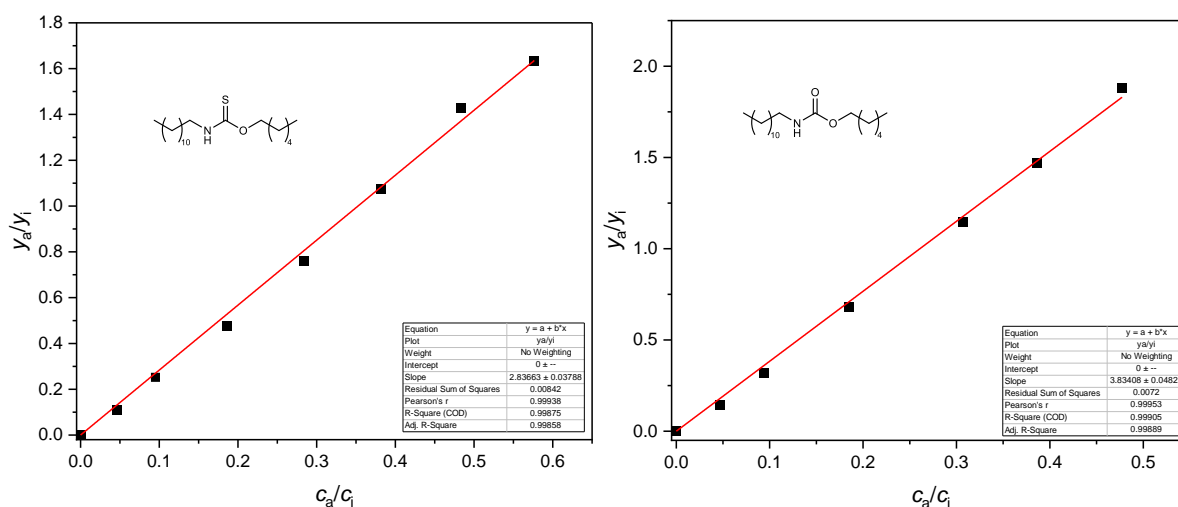 1.8
1.6
1.4
1.2
1.0
0.8
0.6
0.4
0.2
0.0
0.0 0.1 0.2 0.3 0.4 0.5 0.6
ya/yi
ca/ci
S
N
H
O
10
4
Equation y = a + b*x
Plot ya/yi
Weight No Weighting
Intercept 0 ± --
Slope 2.83663 ± 0.03788
Residual Sum of Squares 0.00842
Pearson's r 0.99938
R-Square (COD) 0.99875
Adj. R-Square 0.99858
2.0
1.5
1.0
0.5
0.0
0.0 0.1 0.2 0.3 0.4 0.5
ya/yi
ca/ci
O
N
H
O
10
4
Equation y = a + b*x
Plot ya/yi
Weight No Weighting
Intercept 0 ± --
Slope 3.83408 ± 0.0482
Residual Sum of Squares 0.0072
Pearson's r 0.99953
R-Square (COD) 0.99905
Adj. R-Square 0.99889